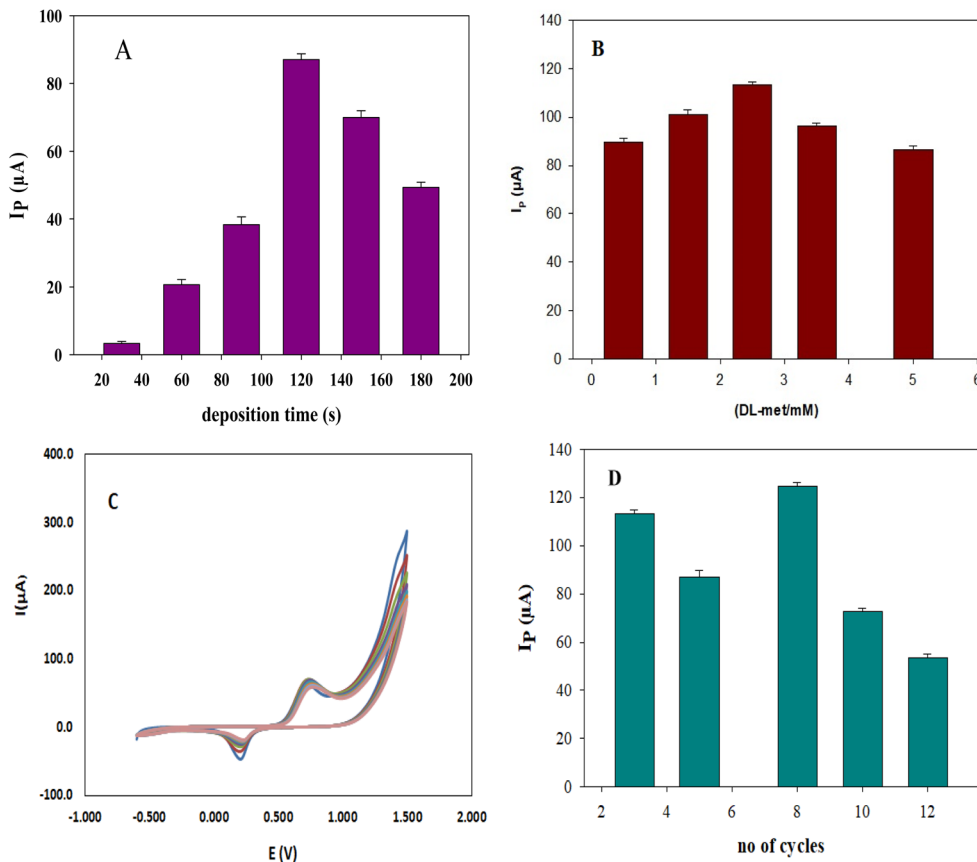 A
I_P (µA)
100
80
60
40
20
0
20 40 60 80 100 120 140 160 180 200
deposition time (s)
B
I_P (µA)
140
120
100
80
60
40
20
0
0 1 2 3 4 5 6
(DL-met/mM)
C
I(µA)
400.0
300.0
200.0
100.0
0.0
-100.0
-1.000 -0.500 0.000 0.500 1.000 1.500 2.000
E (V)
D
I_P (µA)
140
120
100
80
60
40
20
0
2 4 6 8 10 12
no of cycles